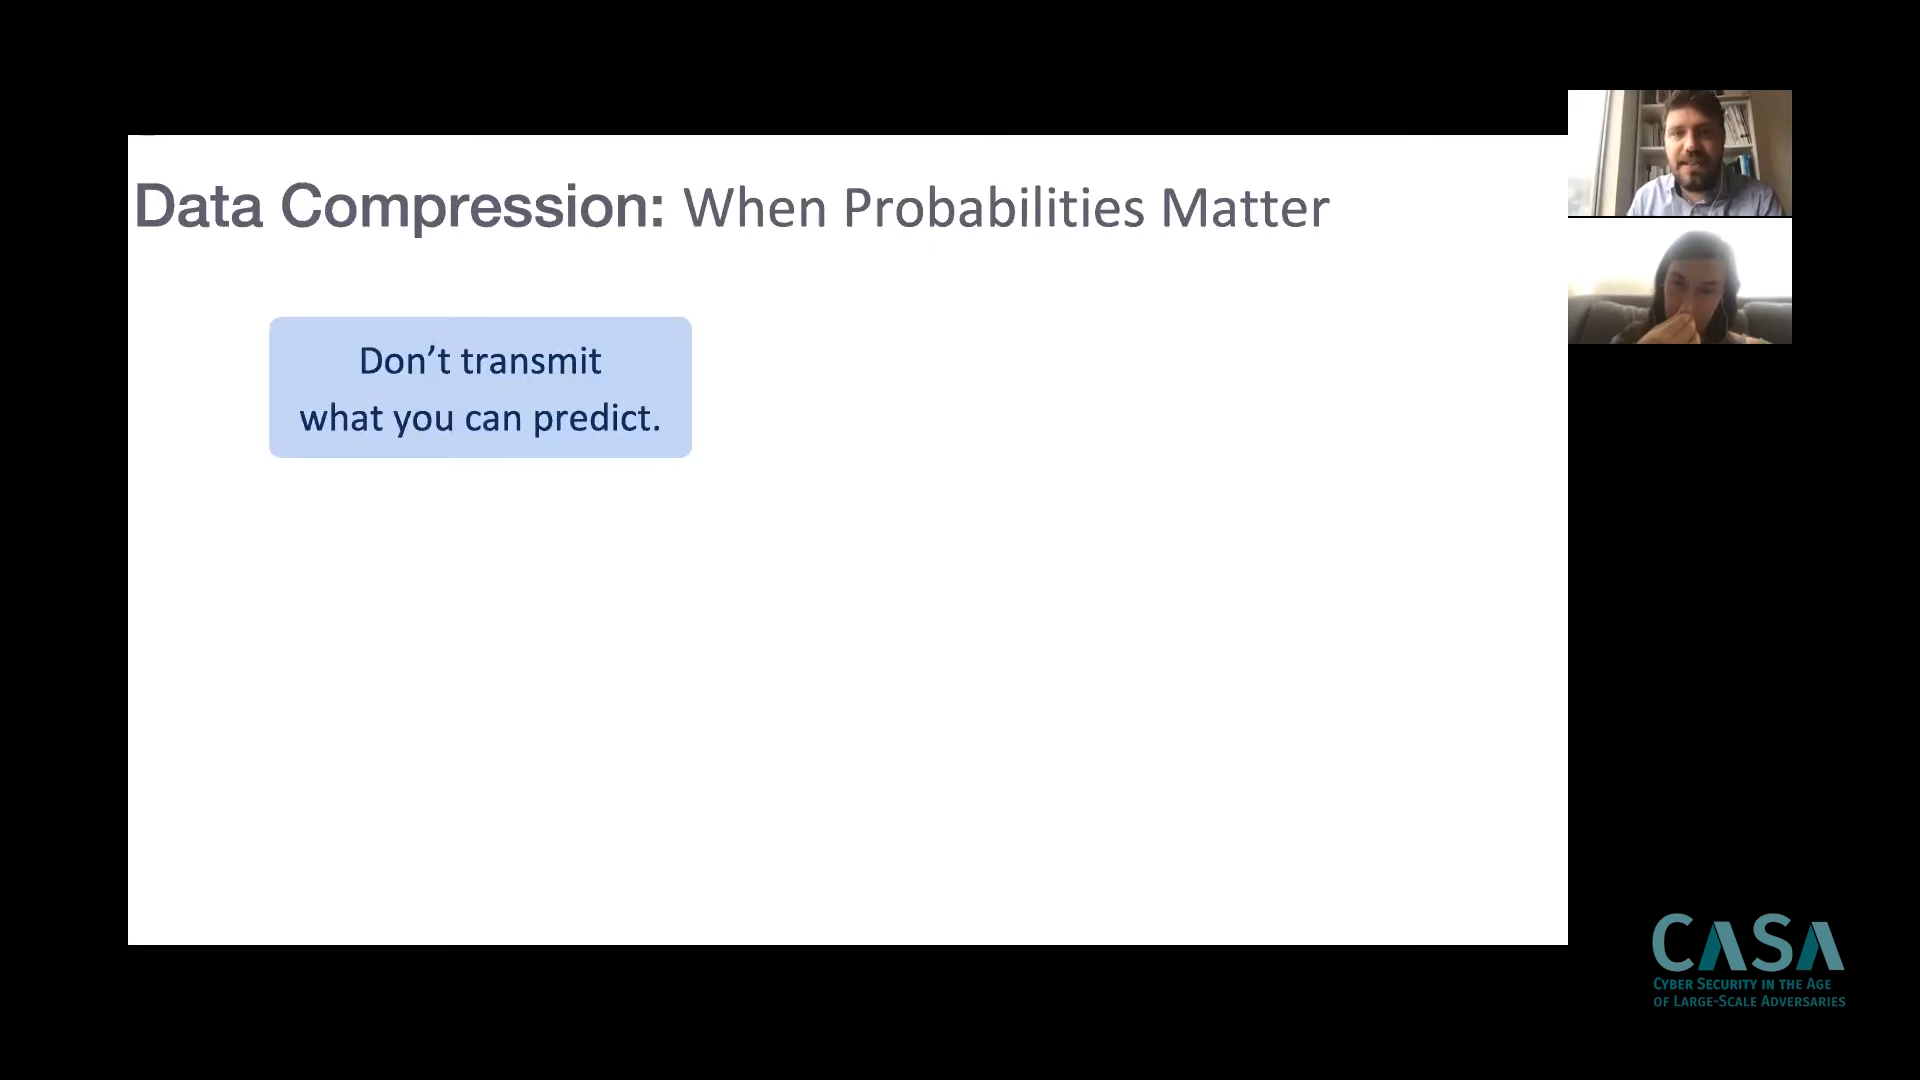 Data Compression: When Probabilities Matter
Don’t transmit
what you can predict.
CASA
Cyber Security in the Age
of Large-Scale Adversaries